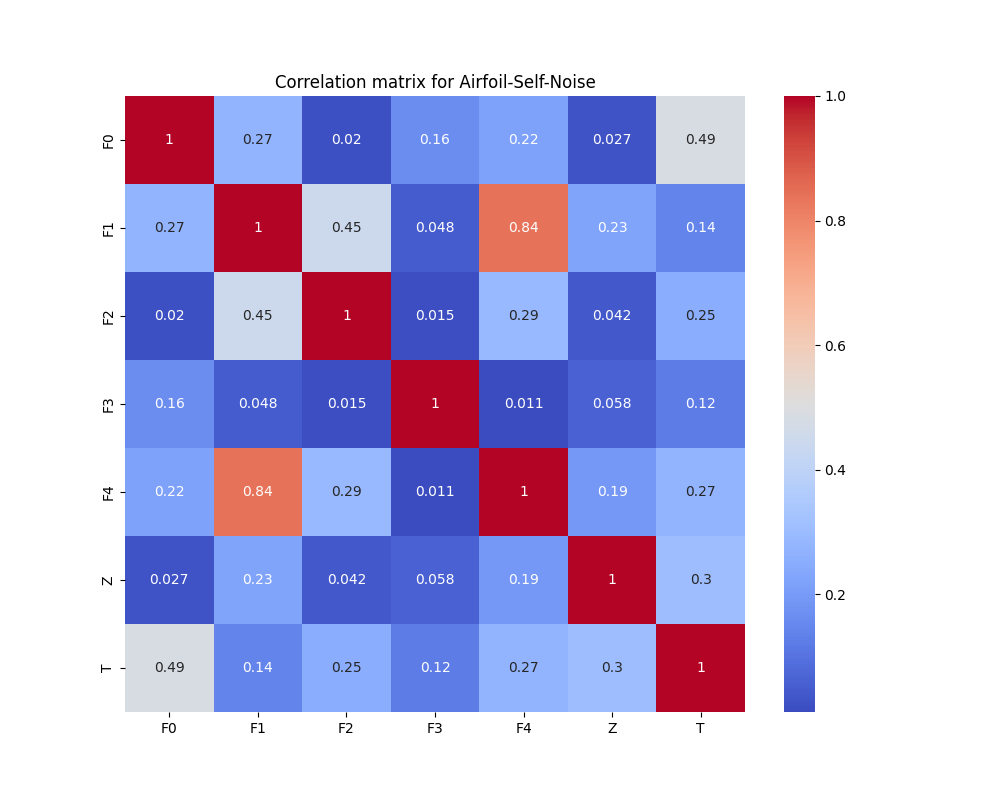 Correlation matrix for Airfoil-Self-Noise
F0 1 0.27 0.02 0.16 0.22 0.027 0.49
F1 0.27 1 0.45 0.048 0.84 0.23 0.14
F2 0.02 0.45 1 0.015 0.29 0.042 0.25
F3 0.16 0.048 0.015 1 0.011 0.058 0.12
F4 0.22 0.84 0.29 0.011 1 0.19 0.27
Z 0.027 0.23 0.042 0.058 0.19 1 0.3
T 0.49 0.14 0.25 0.12 0.27 0.3 1
F0 F1 F2 F3 F4 Z T
1.0
0.8
0.6
0.4
0.2